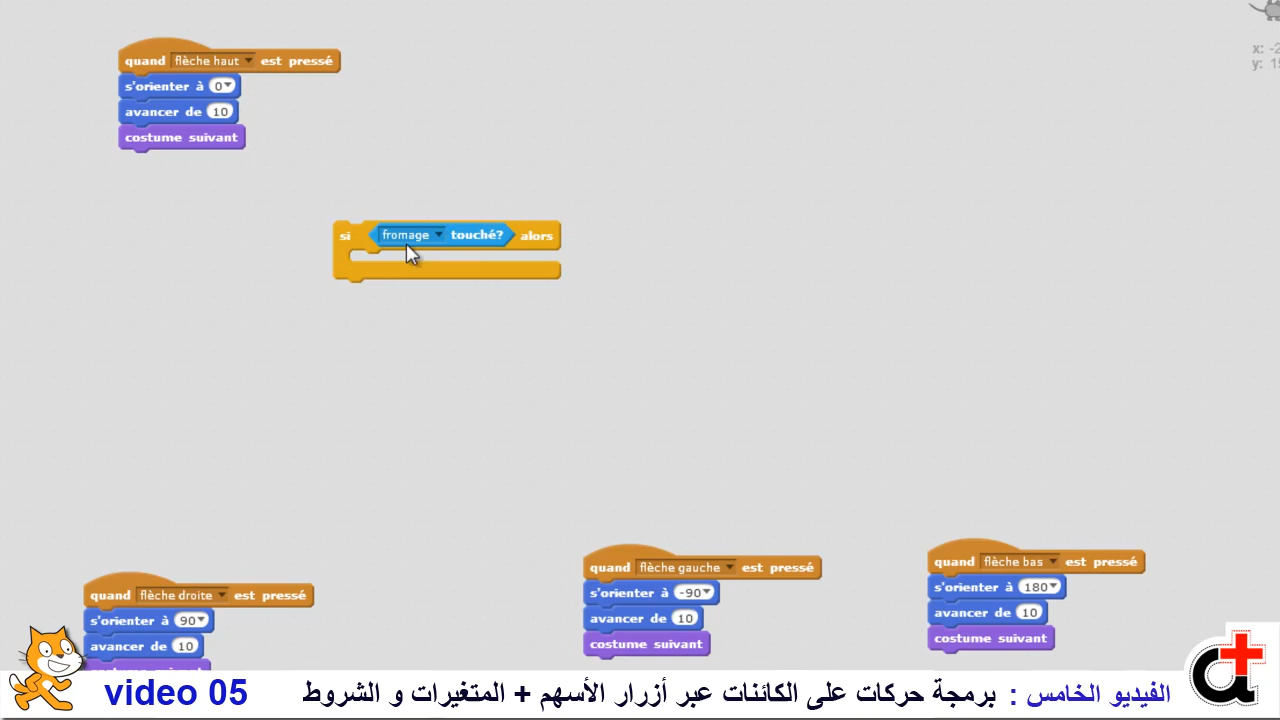 quand flèche haut est pressé
s'orienter à 0
avancer de 10
costume suivant
x: -2
y: 15
si fromage touché? alors
quand flèche droite est pressé
s'orienter à 90
avancer de 10
quand flèche gauche est pressé
s'orienter à -90
avancer de 10
costume suivant
quand flèche bas est pressé
s'orienter à 180
avancer de 10
costume suivant
video 05
الفيديو الخامس : برمجة حركات على الكائنات عبر أزرار الأسهم + المتغيرات و الشروط